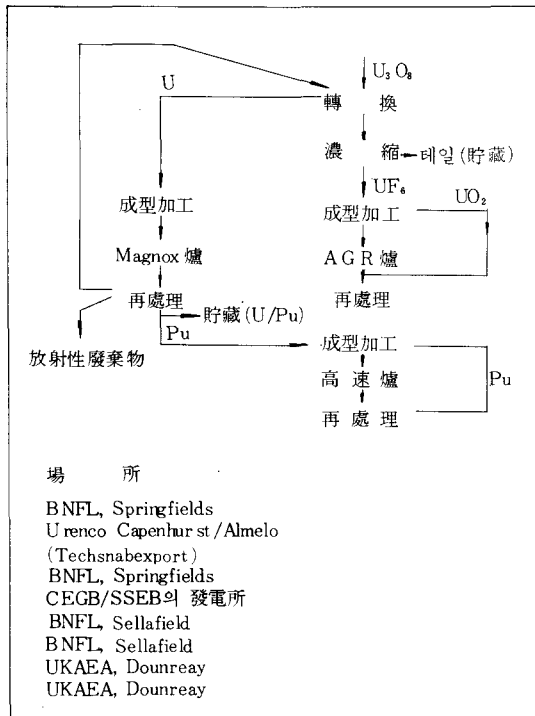 U₃O₈
U
轉 換
濃 縮 테일(貯藏)
UF₆
UO₂
成型加工 成型加工
Magnox 爐 AGR爐
再處理 再處理
貯藏(U/Pu)
Pu
放射性廢棄物 成型加工
高速爐 Pu
再處理
場 所
BNFL, Springfields
Urenco Capenhurst/Almelo
(Techsnabexport)
BNFL, Springfields
CEGB/SSEB의 發電所
BNFL, Sellafield
BNFL, Sellafield
UKAEA, Dounreay
UKAEA, Dounreay